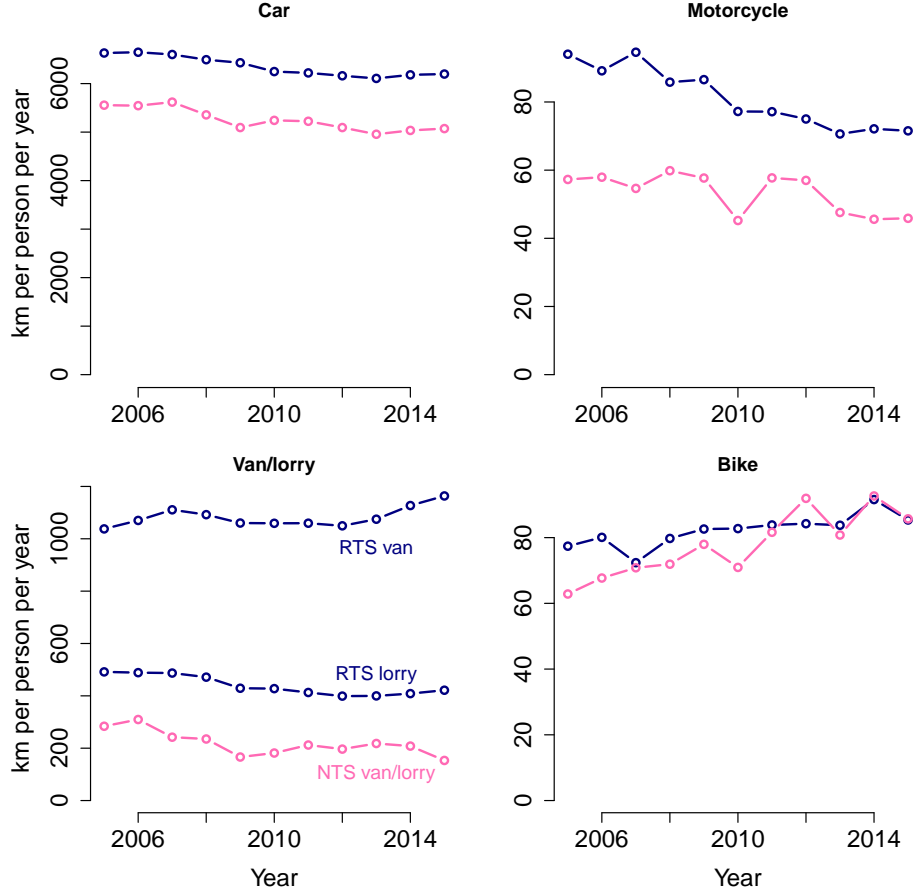 Car
km per person per year
0
2000
4000
6000
2006
2010
2014
Motorcycle
0
20
40
60
80
2006
2010
2014
Van/lorry
km per person per year
0
200
600
1000
RTS van
RTS lorry
NTS van/lorry
2006
2010
2014
Year
Bike
0
20
40
60
80
2006
2010
2014
Year